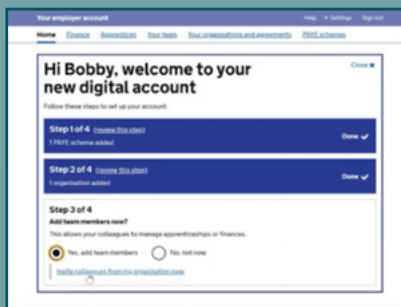 Your employer account
Help Settings Sign out
Home Finance Apprentices Your team Your organisations and agreements PAYE schemes
Hi Bobby, welcome to your
new digital account
Close
Follow these steps to set up your account.
Step 1 of 4 (review this step)
1 PAYE scheme added
Done
Step 2 of 4 (review this step)
1 organisation added
Done
Step 3 of 4
Add team members now?
This allows your colleagues to manage apprenticeships or finances.
Yes, add team members No, not now
Invite colleagues from my organisation now